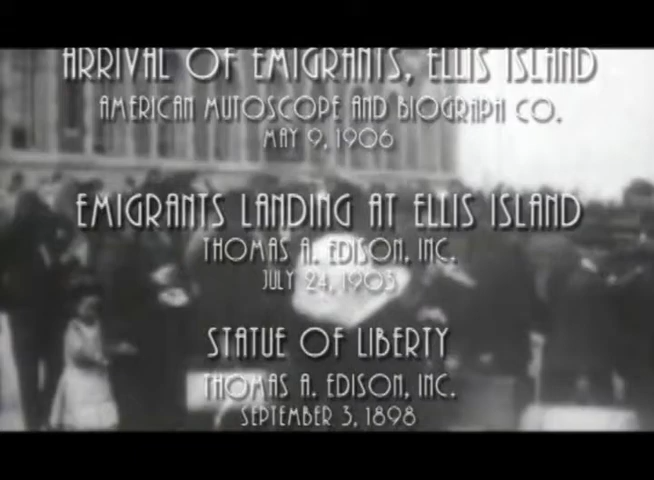 ARRIVAL OF EMIGRANTS, ELLIS ISLAND
AMERICAN MUTOSCOPE AND BIOGRAPH CO.
MAY 9, 1906
EMIGRANTS LANDING AT ELLIS ISLAND
THOMAS A. EDISON, INC.
JULY 24, 1903
STATUE OF LIBERTY
THOMAS A. EDISON, INC.
SEPTEMBER 3, 1898